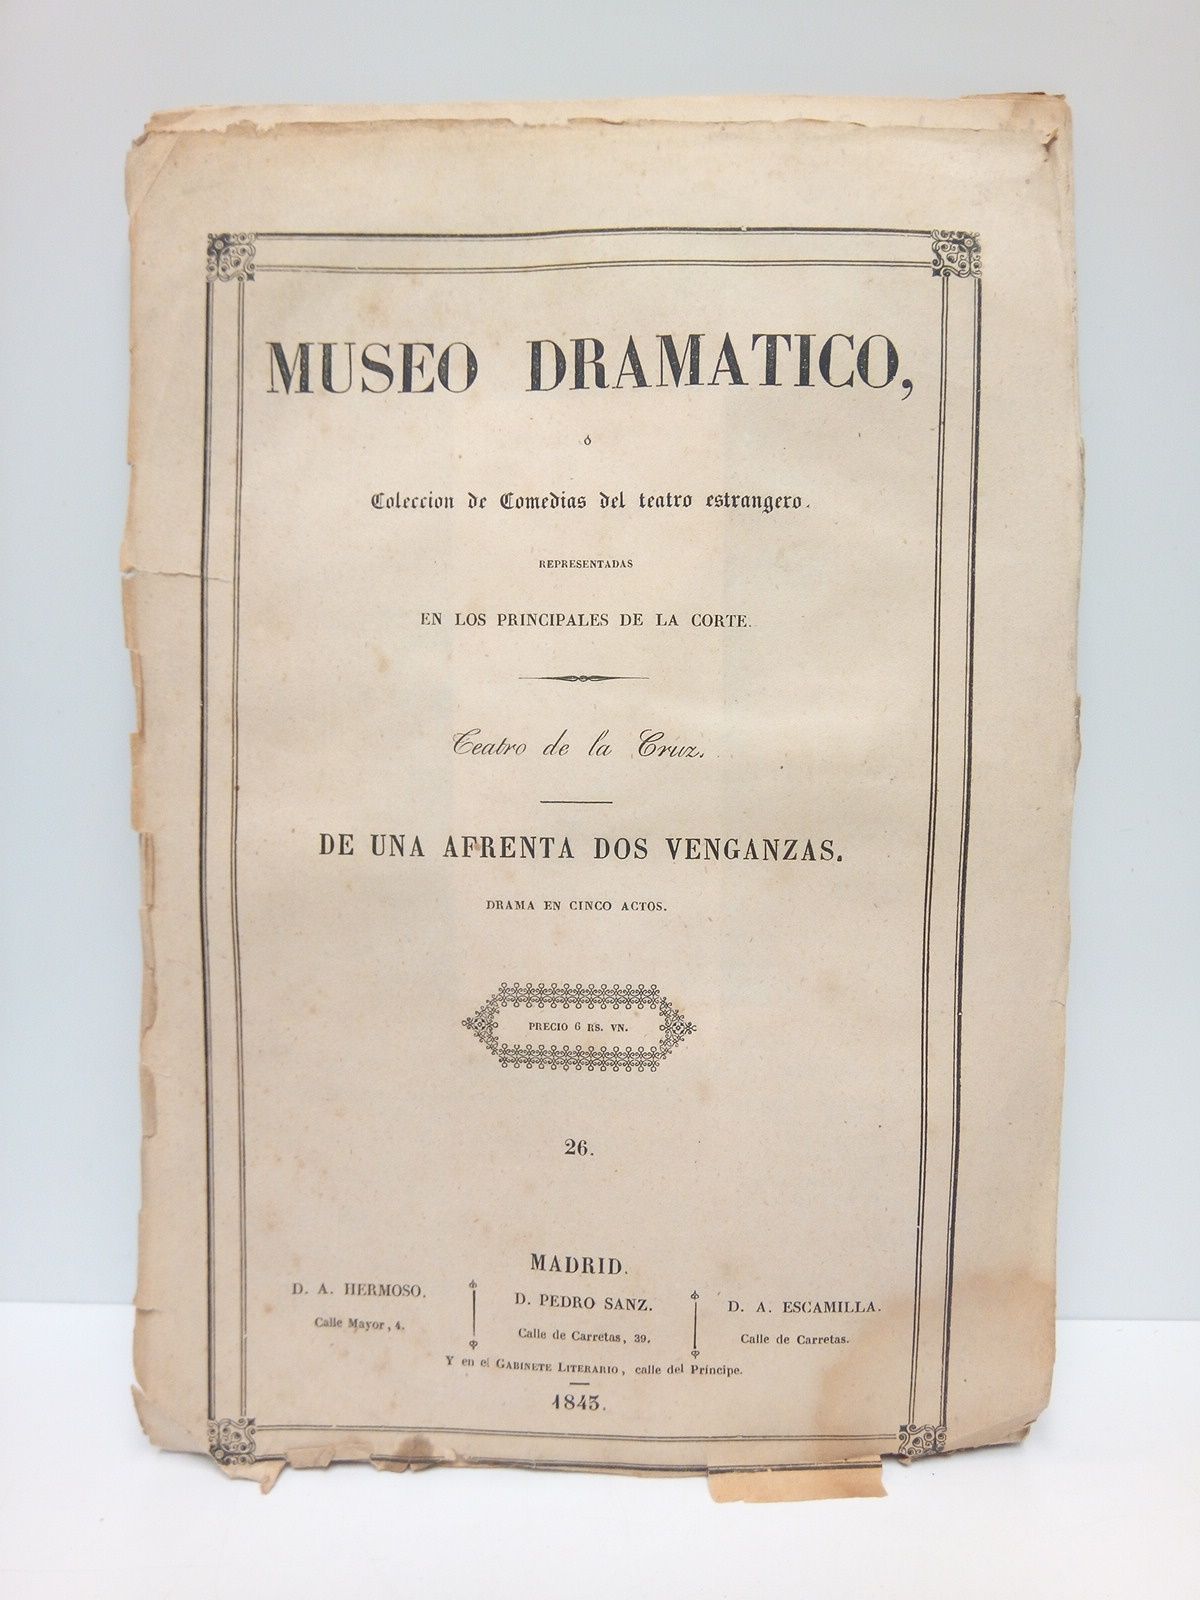 MUSEO DRAMATICO,
ó
Coleccion de Comedias del teatro estrangero.
REPRESENTADAS
EN LOS PRINCIPALES DE LA CORTE.
Teatro de la Cruz.
DE UNA AFRENTA DOS VENGANZAS.
DRAMA EN CINCO ACTOS.
PRECIO 6 RS. VN.
26.
MADRID.
D. A. HERMOSO.
Calle Mayor, 4.
D. PEDRO SANZ.
Calle de Carretas, 39.
D. A. ESCAMILLA.
Calle de Carretas.
Y en el GABINETE LITERARIO, calle del Príncipe.
1843.